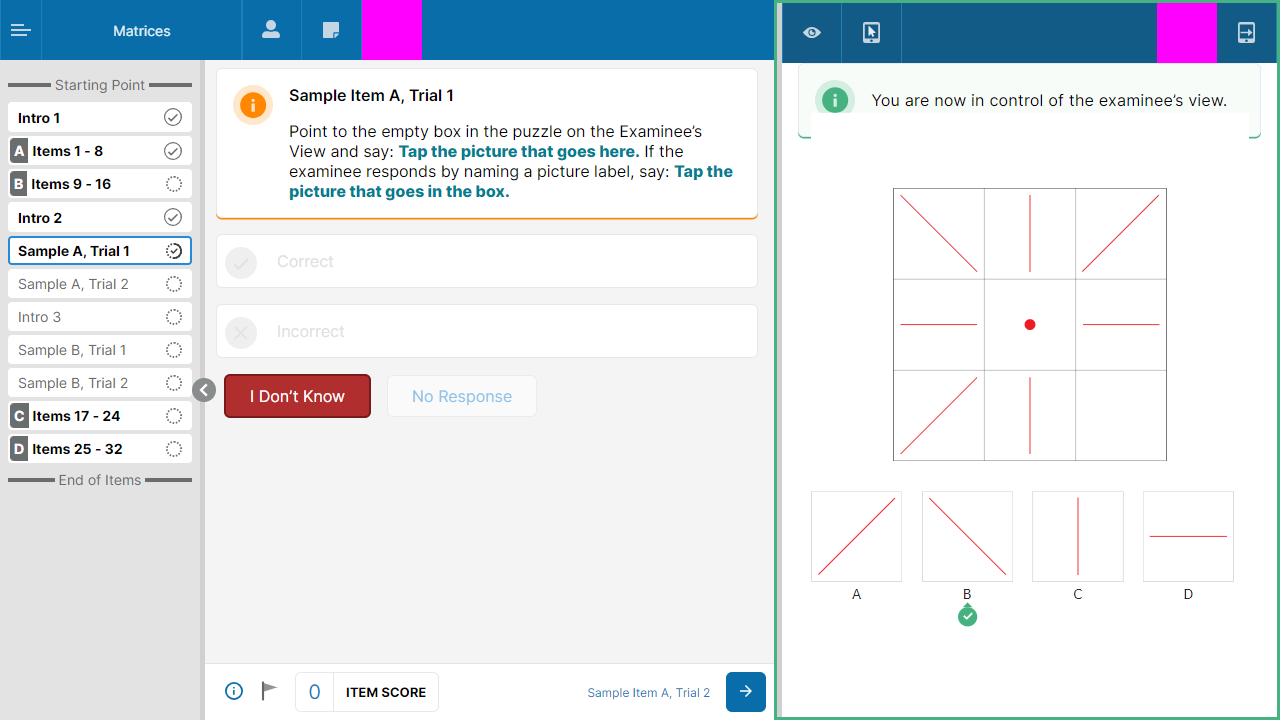 Matrices
Starting Point
Intro 1
A Items 1 - 8
B Items 9 - 16
Intro 2
Sample A, Trial 1
Sample A, Trial 2
Intro 3
Sample B, Trial 1
Sample B, Trial 2
C Items 17 - 24
D Items 25 - 32
End of Items
Sample Item A, Trial 1
Point to the empty box in the puzzle on the Examinee’s
View and say: Tap the picture that goes here. If the
examinee responds by naming a picture label, say: Tap the
picture that goes in the box.
Correct
Incorrect
I Don’t Know
No Response
0 ITEM SCORE
Sample Item A, Trial 2
You are now in control of the examinee’s view.
A B C D